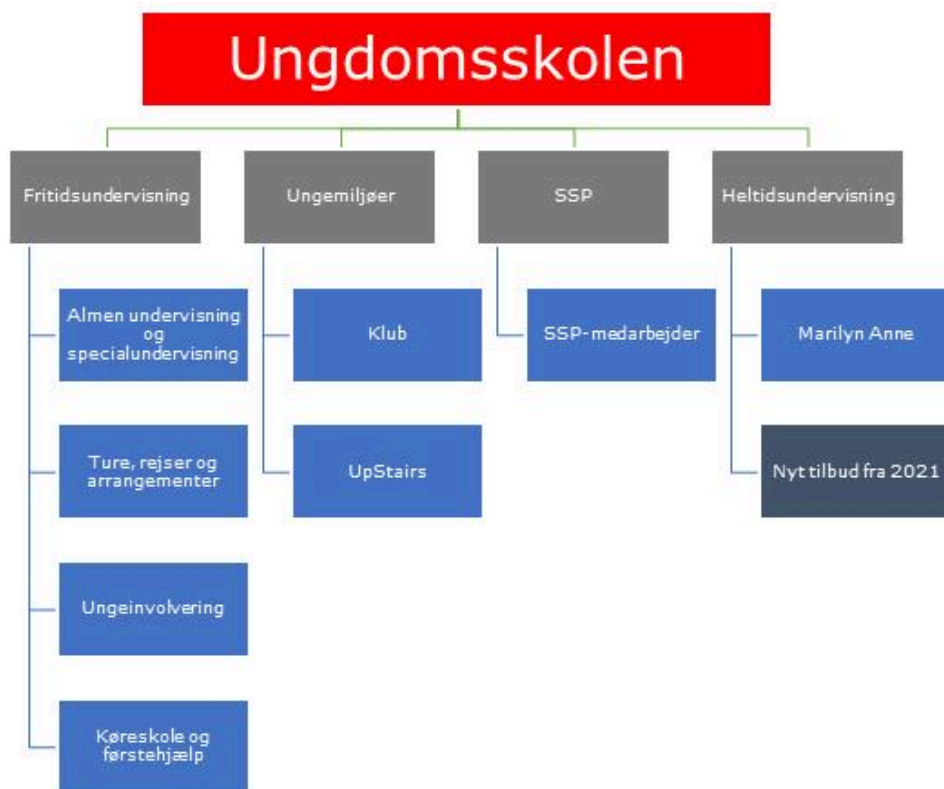 Ungdomsskolen
Fritidsundervisning
Ungemiljøer
SSP
Heltidsundervisning
Almen undervisning
og
specialundervisning
Klub
SSP-medarbejder
Marilyn Anne
Ture, rejser og
arrangementer
UpStairs
Nyt tilbud fra 2021
Ungeinvolvering
Køreskole og
førstehjælp